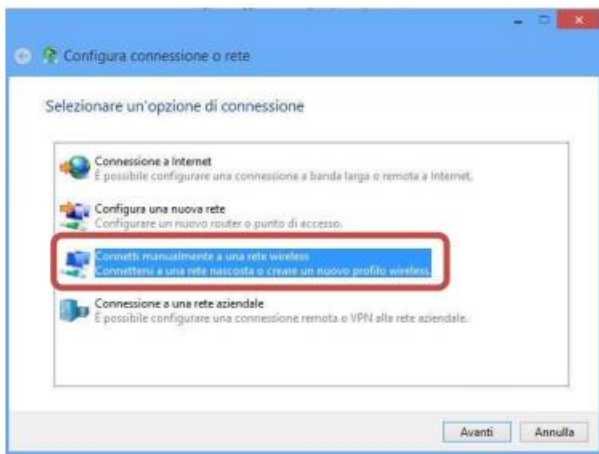 Configura connessione o rete
Selezionare un'opzione di connessione
Connessione a Internet
È possibile configurare una connessione a banda larga o remota a Internet.
Configura una nuova rete
Configurare un nuovo router o punto di accesso.
Connetti manualmente a una rete wireless
Connettersi a una rete nascosta o creare un nuovo profilo wireless.
Connessione a una rete aziendale
È possibile configurare una connessione remota o VPN alla rete aziendale.
Avanti
Annulla